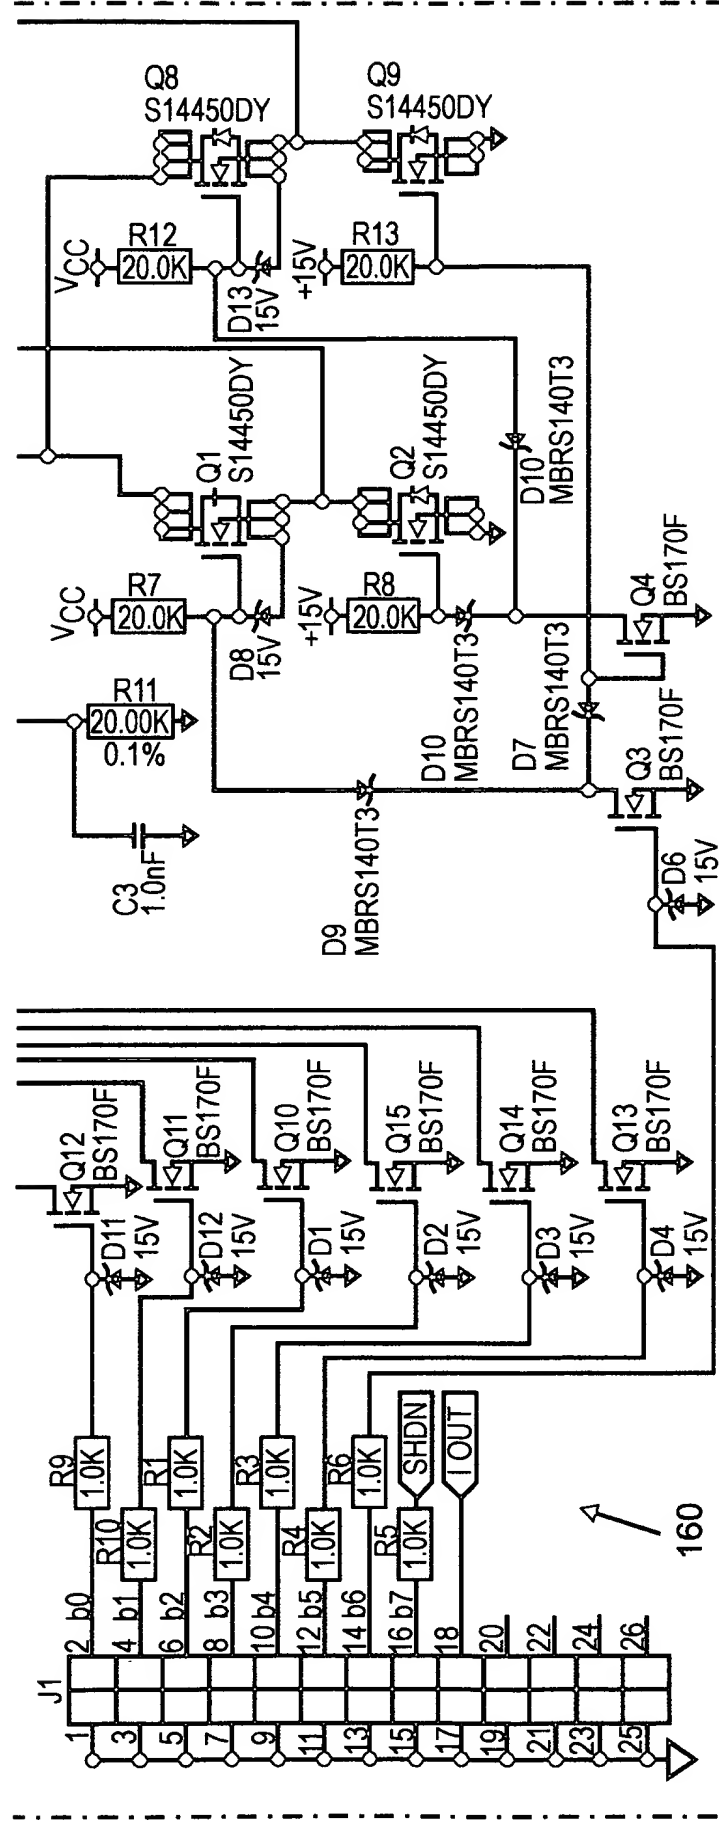 Q8
S14450DY
Q9
S14450DY
VCC
R12
20.0K
D13
15V
+15V
R13
20.0K
Q1
S14450DY
Q2
S14450DY
D10
MBRS140T3
VCC
R7
20.0K
D8
15V
+15V
R8
20.0K
Q4
BS170F
R11
20.00K
0.1%
D10
MBRS140T3
D7
MBRS140T3
Q3
BS170F
C3
1.0nF
D9
MBRS140T3
D6
15V
Q12
BS170F
Q11
BS170F
Q10
BS170F
Q15
BS170F
Q14
BS170F
Q13
BS170F
D11
15V
D12
15V
D1
15V
D2
15V
D3
15V
D4
15V
R9
1.0K
R1
1.0K
R3
1.0K
R6
1.0K
SHDN
I OUT
R10
1.0K
R2
1.0K
R4
1.0K
R5
1.0K
160
2 b0
4 b1
6 b2
8 b3
10 b4
12 b5
14 b6
16 b7
18
20
22
24
26
J1
1
3
5
7
9
11
13
15
17
19
21
23
25